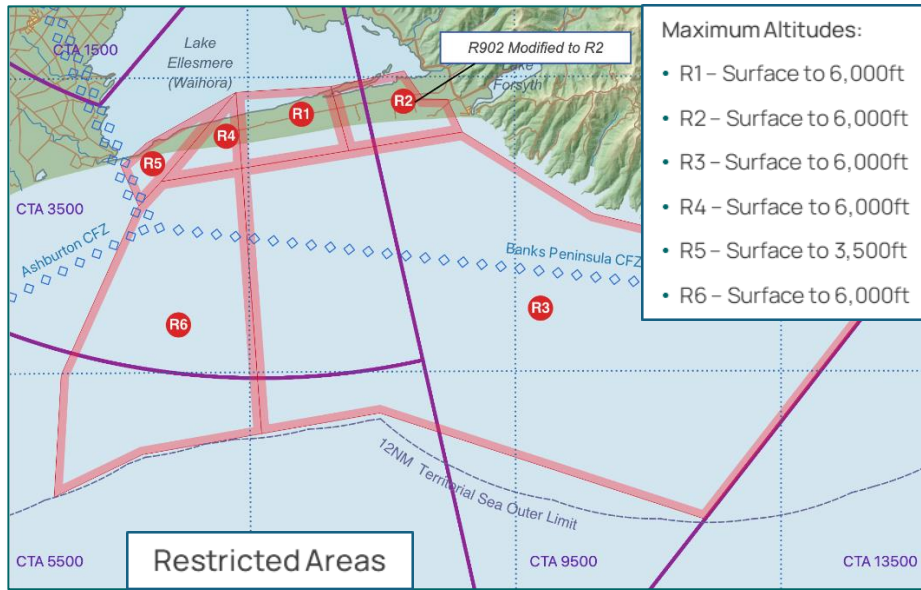 CTA 1500
Lake
Ellesmere
(Waihora)
R902 Modified to R2
Lake
Forsyth
R2
R1
R4
R5
CTA 3500
Ashburton CFZ
Banks Peninsula CFZ
R3
R6
12NM Territorial Sea Outer Limit
CTA 5500
Restricted Areas
CTA 9500
CTA 13500
Maximum Altitudes:
• R1 – Surface to 6,000ft
• R2 – Surface to 6,000ft
• R3 – Surface to 6,000ft
• R4 – Surface to 6,000ft
• R5 – Surface to 3,500ft
• R6 – Surface to 6,000ft